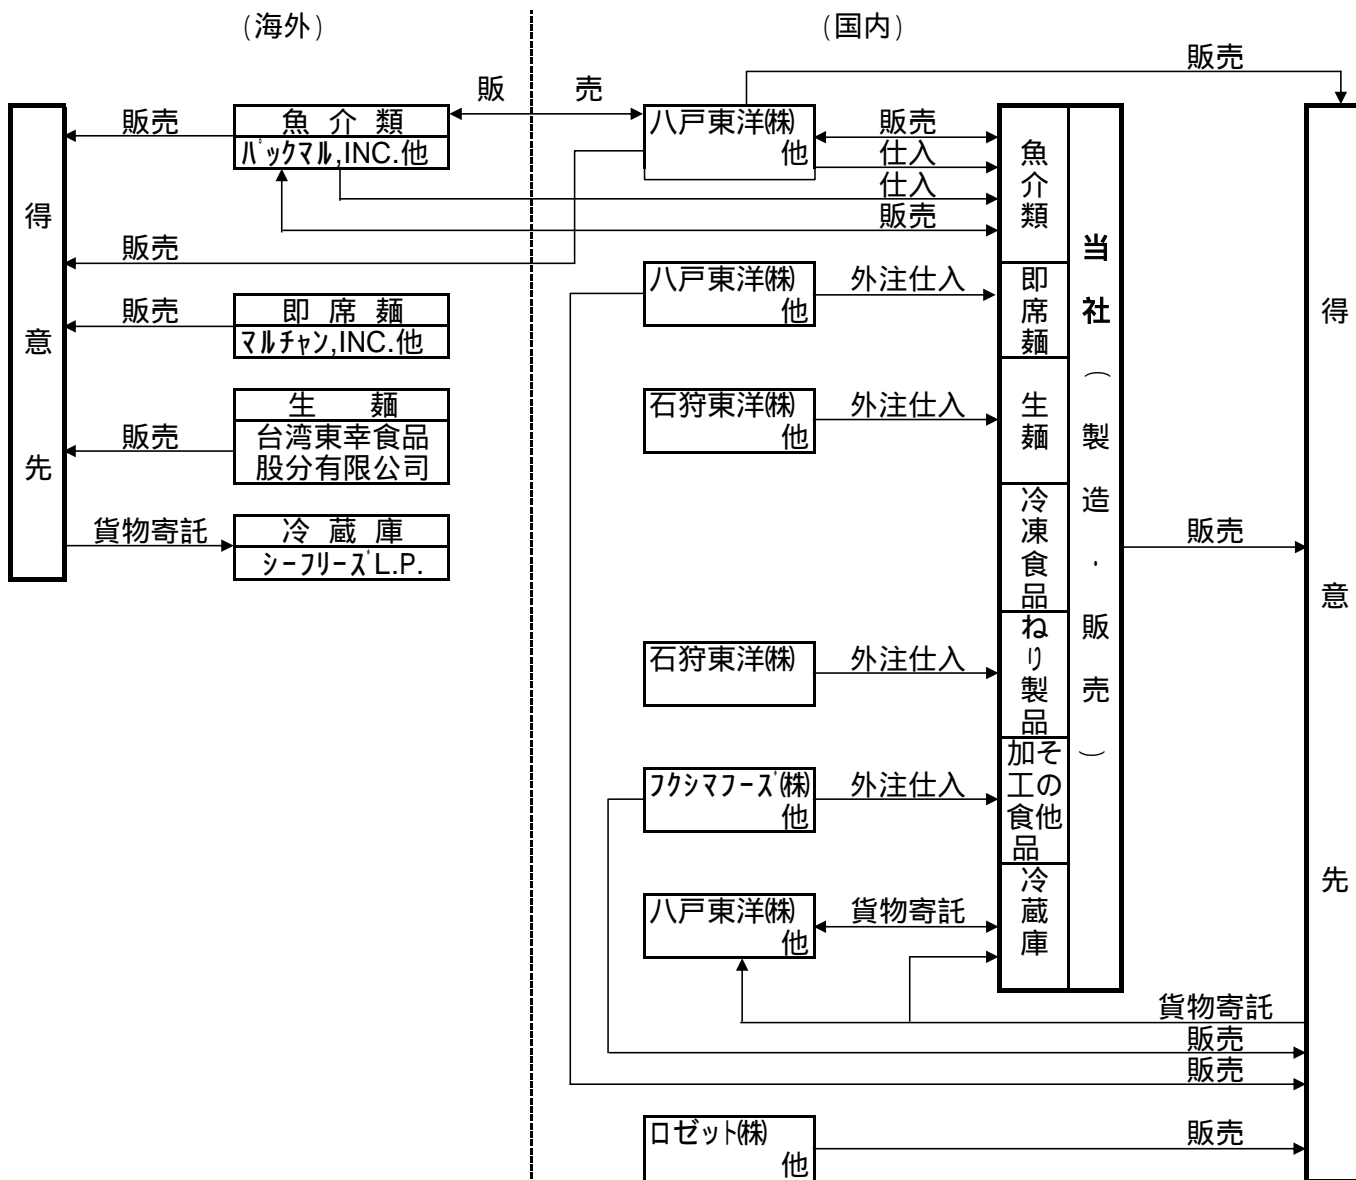 (海外)
(国内)
販売
販 売
販売
魚 介 類
パックマル,INC.他
八戸東洋㈱
他
販売
仕入
仕入
販売
魚介類
当社(製造・販売)
得意先
得意先
販売
販売
即 席 麺
マルチャン,INC.他
八戸東洋㈱
他
外注仕入
即席麺
販売
生 麺
台湾東幸食品
股分有限公司
石狩東洋㈱
他
外注仕入
生麺
貨物寄託
冷 蔵 庫
シーフリーズL.P.
冷凍食品
販売
石狩東洋㈱
外注仕入
ねり製品
フクシマフーズ㈱
他
外注仕入
その他
加工食品
八戸東洋㈱
他
貨物寄託
冷蔵庫
貨物寄託
販売
販売
ロゼット㈱
他
販売